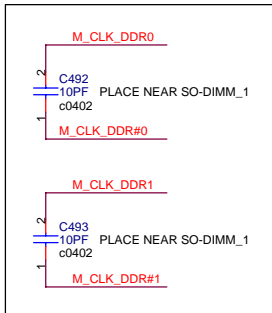 M_CLK_DDR0
2
C492
10PF PLACE NEAR SO-DIMM_1
c0402
1
M_CLK_DDR#0
M_CLK_DDR1
2
C493
10PF PLACE NEAR SO-DIMM_1
c0402
1
M_CLK_DDR#1